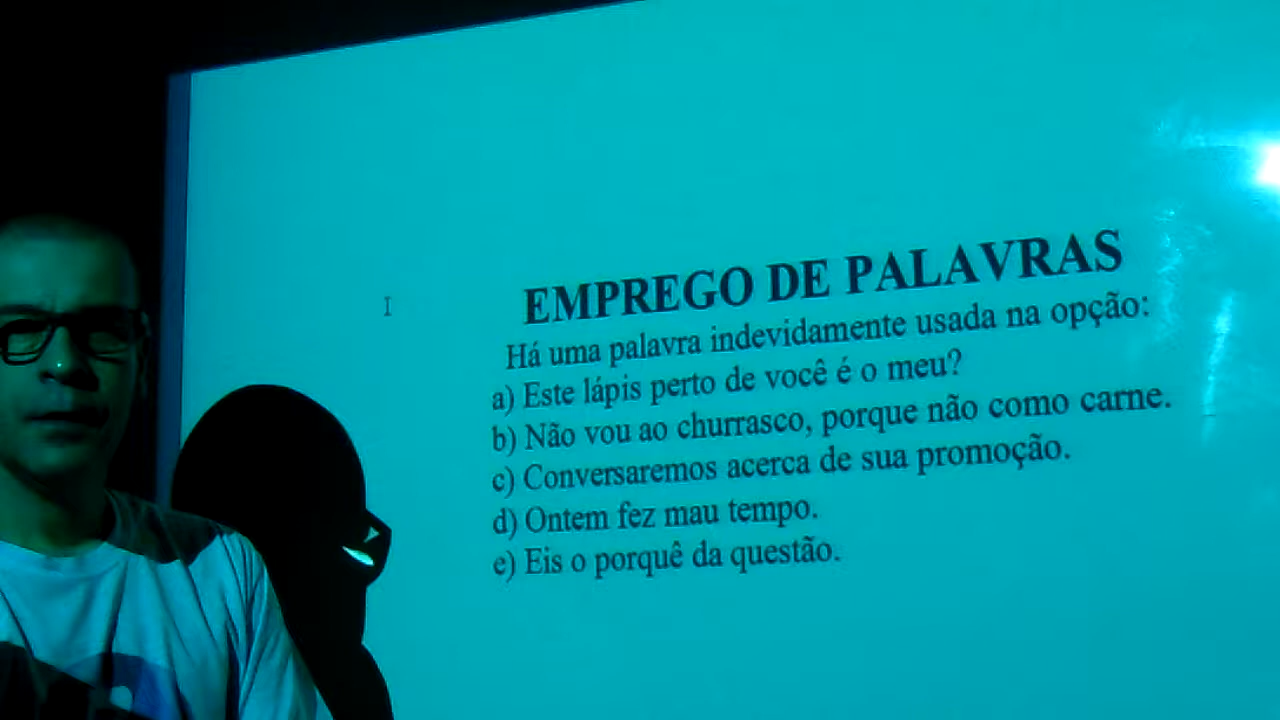 EMPREGO DE PALAVRAS
Há uma palavra indevidamente usada na opção:
a) Este lápis perto de você é o meu?
b) Não vou ao churrasco, porque não como carne.
c) Conversaremos acerca de sua promoção.
d) Ontem fez mau tempo.
e) Eis o porquê da questão.